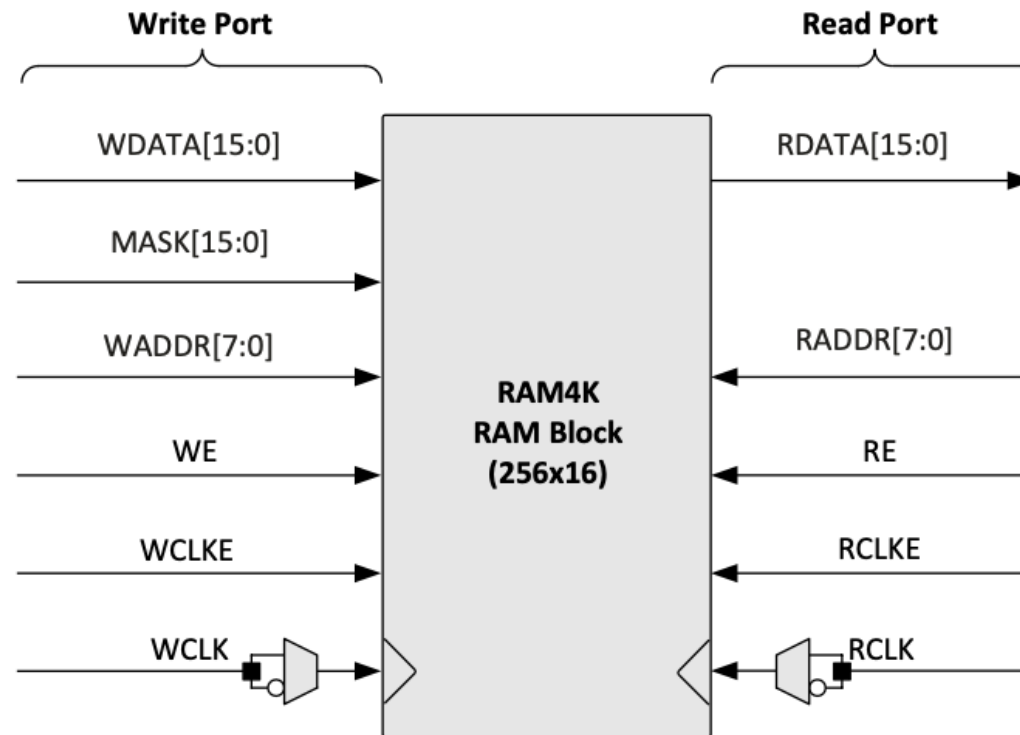 Write Port
Read Port
WDATA[15:0]
RDATA[15:0]
MASK[15:0]
WADDR[7:0]
RADDR[7:0]
RAM4K
RAM Block
(256x16)
WE
RE
WCLKE
RCLKE
WCLK
RCLK